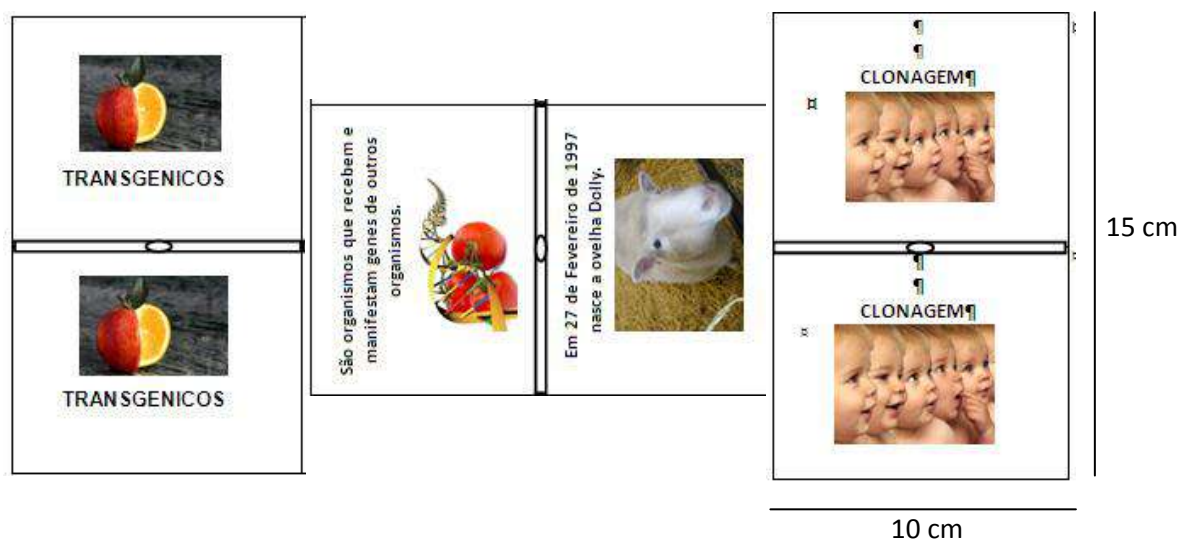 TRANSGENICOS
TRANSGENICOS
São organismos que recebem e
manifestam genes de outros
organismos.
Em 27 de Fevereiro de 1997
nasce a ovelha Dolly.
¶
¶
CLONAGEM¶
¤
¶
¶
CLONAGEM¶
¤
15 cm
10 cm